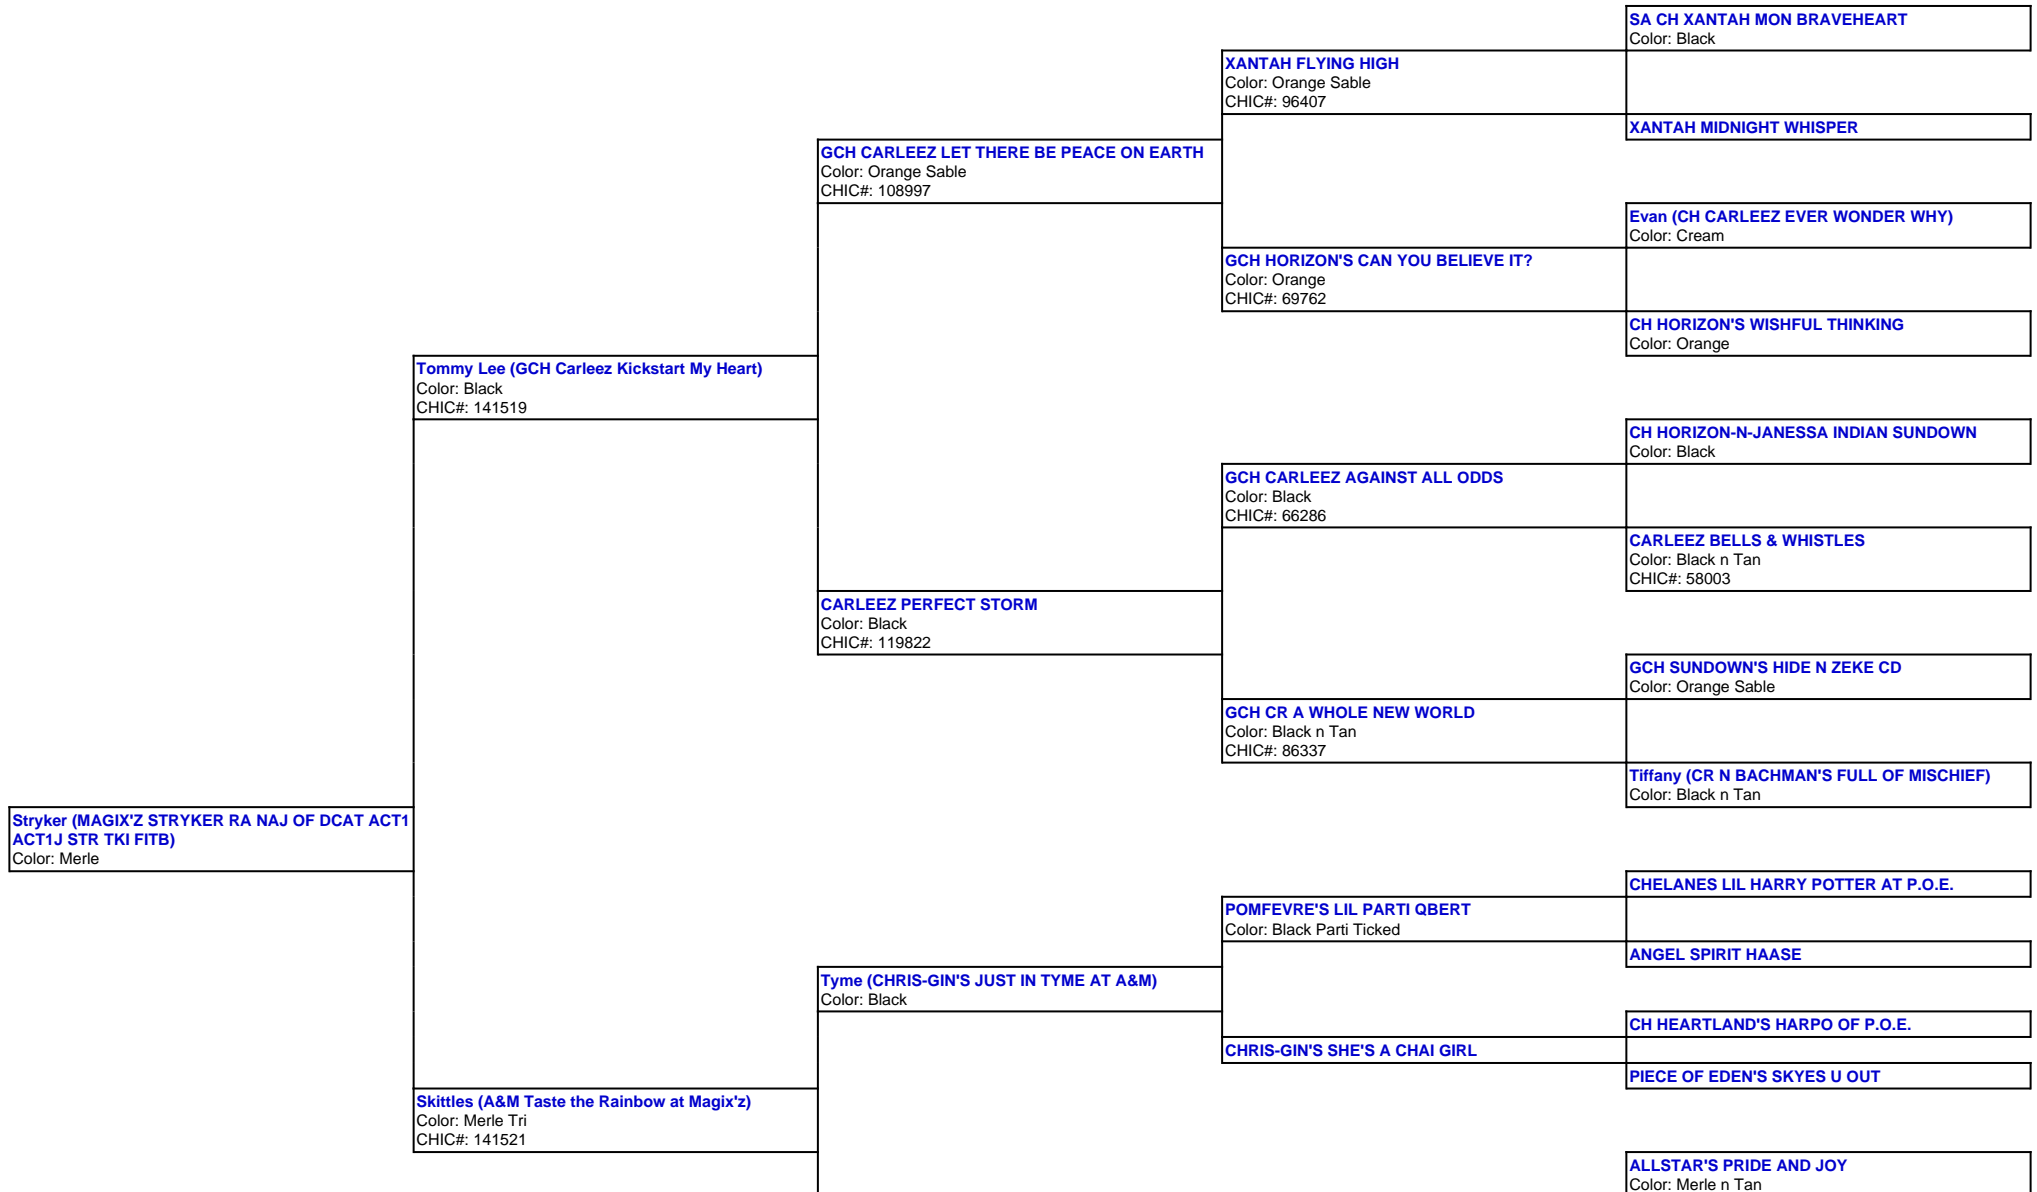 SA CH XANTAH MON BRAVEHEART
Color: Black
XANTAH FLYING HIGH
Color: Orange Sable
CHIC#: 96407
XANTAH MIDNIGHT WHISPER
GCH CARLEEZ LET THERE BE PEACE ON EARTH
Color: Orange Sable
CHIC#: 108997
Evan (CH CARLEEZ EVER WONDER WHY)
Color: Cream
GCH HORIZON'S CAN YOU BELIEVE IT?
Color: Orange
CHIC#: 69762
CH HORIZON'S WISHFUL THINKING
Color: Orange
Tommy Lee (GCH Carleez Kickstart My Heart)
Color: Black
CHIC#: 141519
CH HORIZON-N-JANESSA INDIAN SUNDOWN
Color: Black
GCH CARLEEZ AGAINST ALL ODDS
Color: Black
CHIC#: 66286
CARLEEZ BELLS & WHISTLES
Color: Black n Tan
CHIC#: 58003
CARLEEZ PERFECT STORM
Color: Black
CHIC#: 119822
GCH SUNDOWN'S HIDE N ZEKE CD
Color: Orange Sable
GCH CR A WHOLE NEW WORLD
Color: Black n Tan
CHIC#: 86337
Tiffany (CR N BACHMAN'S FULL OF MISCHIEF)
Color: Black n Tan
Stryker (MAGIX'Z STRYKER RA NAJ OF DCAT ACT1
ACT1J STR TKI FITB)
Color: Merle
CHELANES LIL HARRY POTTER AT P.O.E.
POMFEVRE'S LIL PARTI QBERT
Color: Black Parti Ticked
ANGEL SPIRIT HAASE
Tyme (CHRIS-GIN'S JUST IN TYME AT A&M)
Color: Black
CH HEARTLAND'S HARPO OF P.O.E.
CHRIS-GIN'S SHE'S A CHAI GIRL
PIECE OF EDEN'S SKYES U OUT
Skittles (A&M Taste the Rainbow at Magix'z)
Color: Merle Tri
CHIC#: 141521
ALLSTAR'S PRIDE AND JOY
Color: Merle n Tan